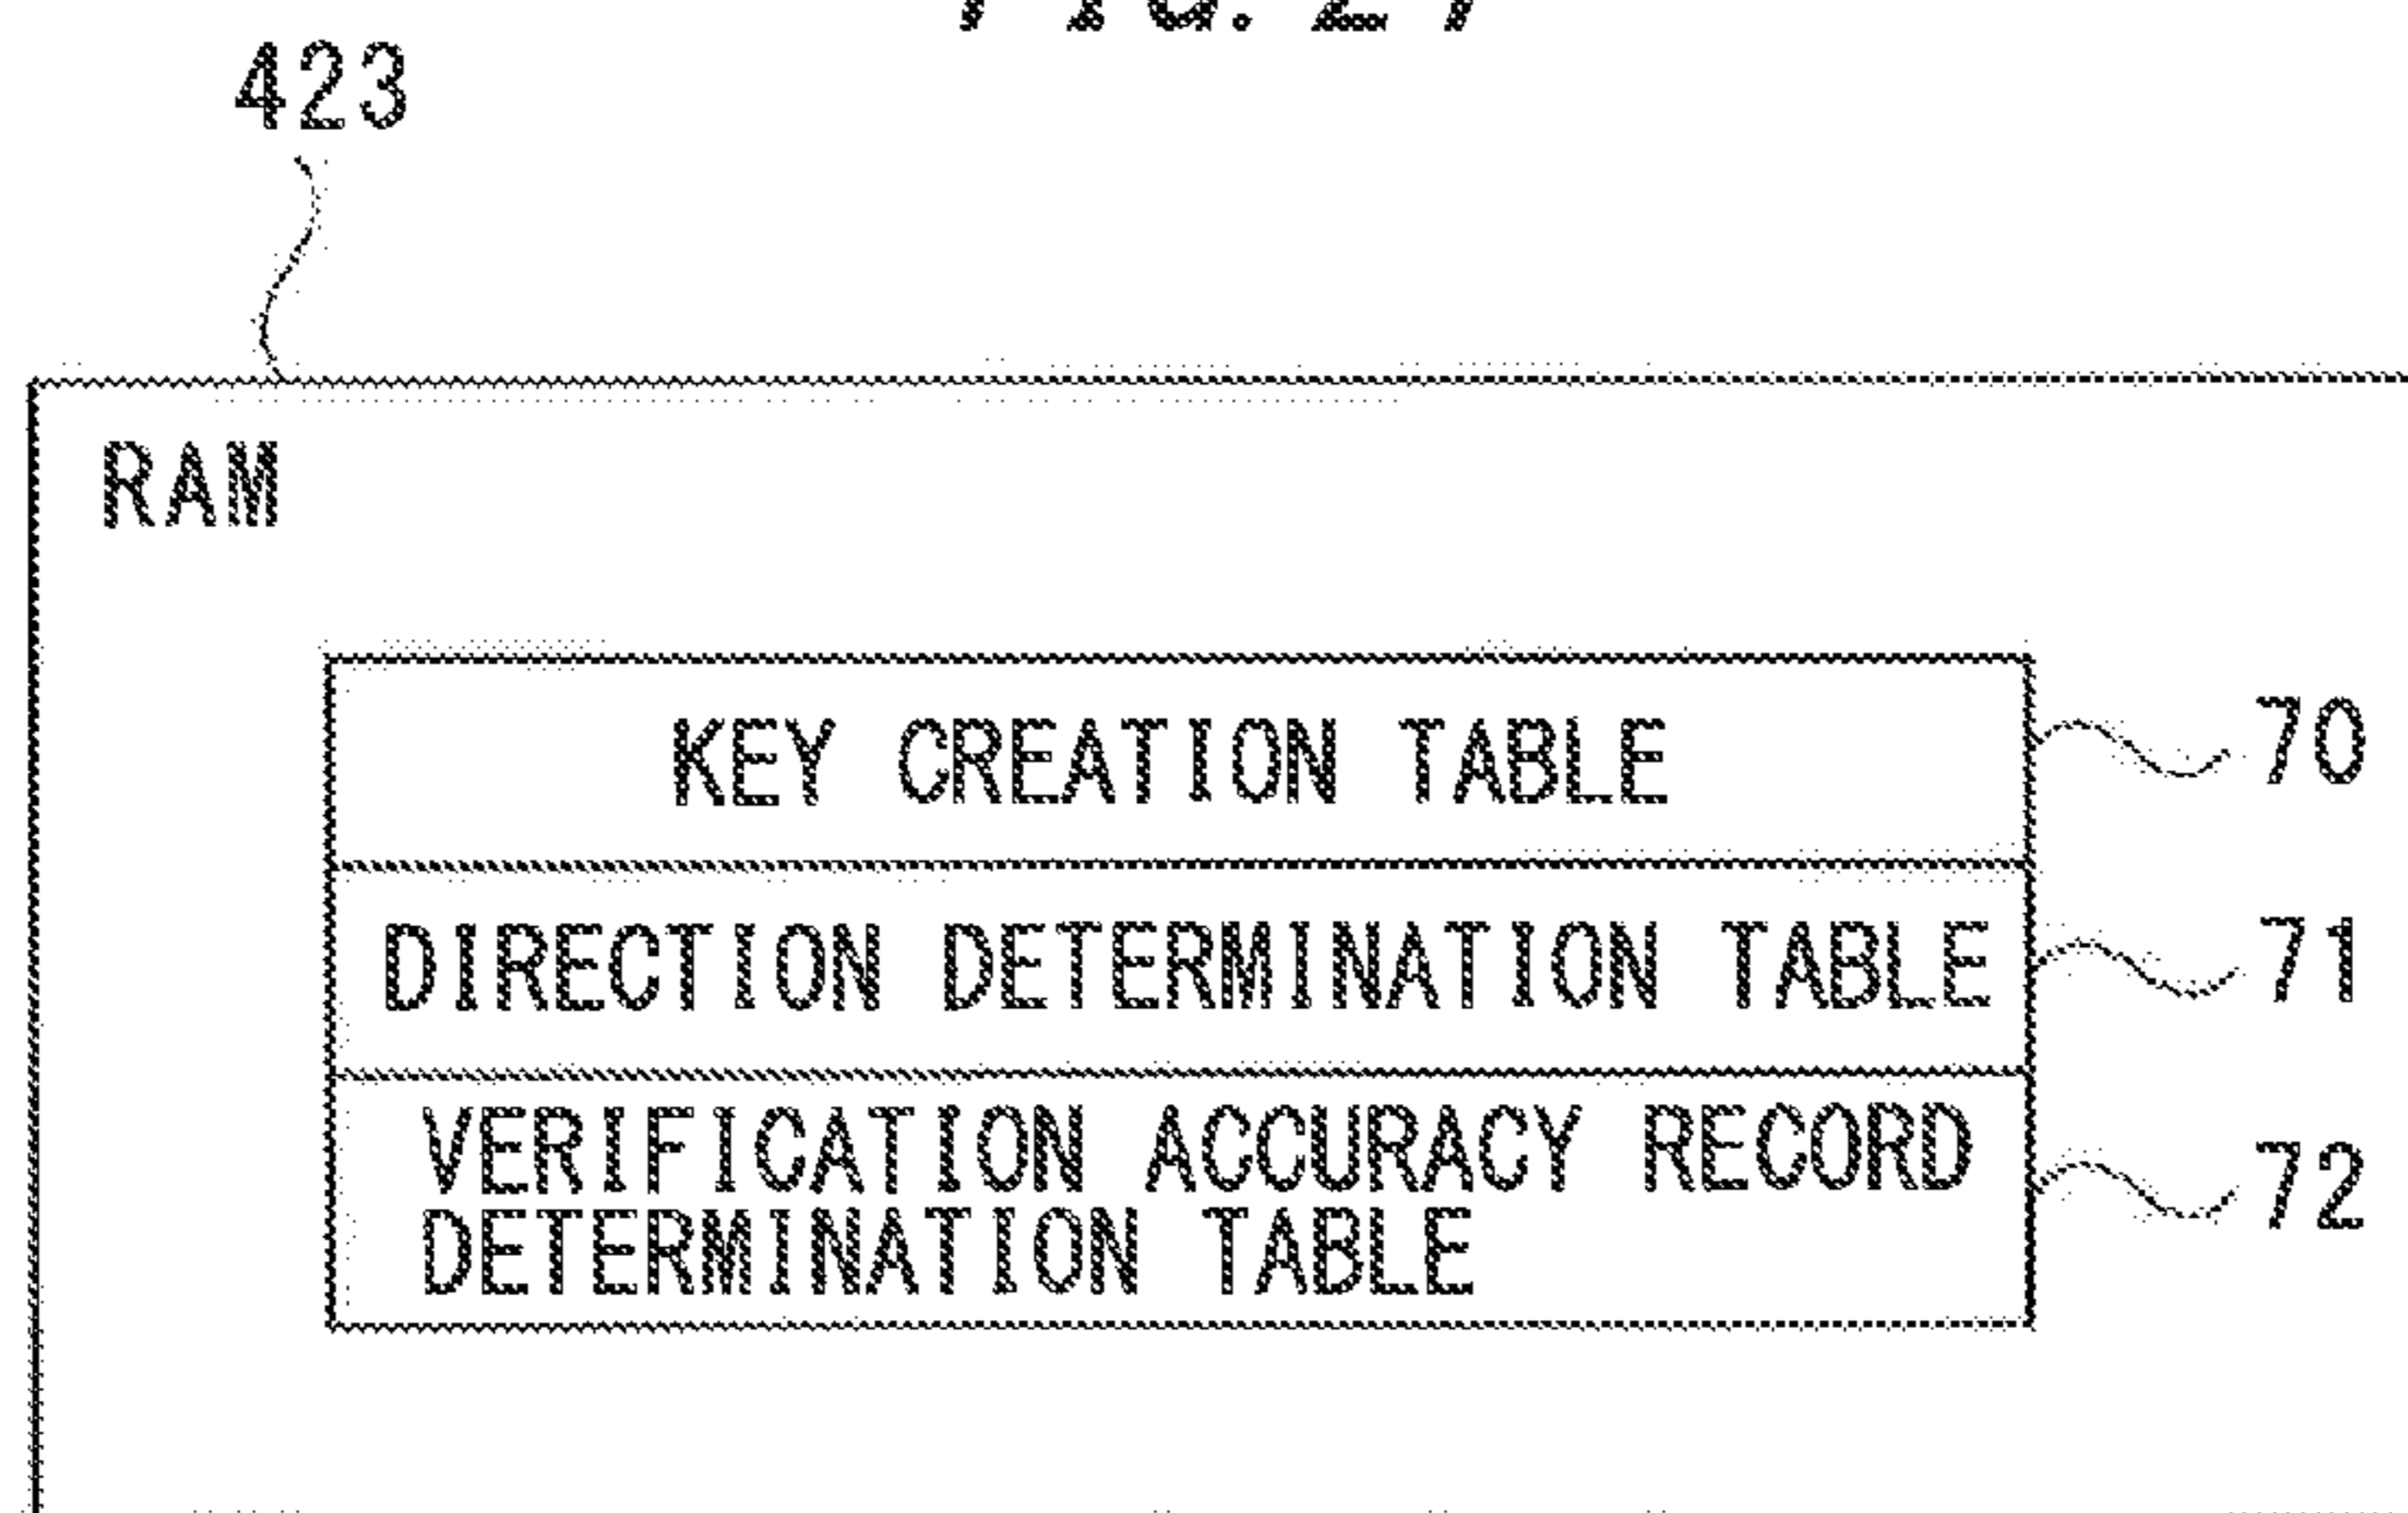 423
RAM
KEY CREATION TABLE
70
DIRECTION DETERMINATION TABLE
71
VERIFICATION ACCURACY RECORD
DETERMINATION TABLE
72